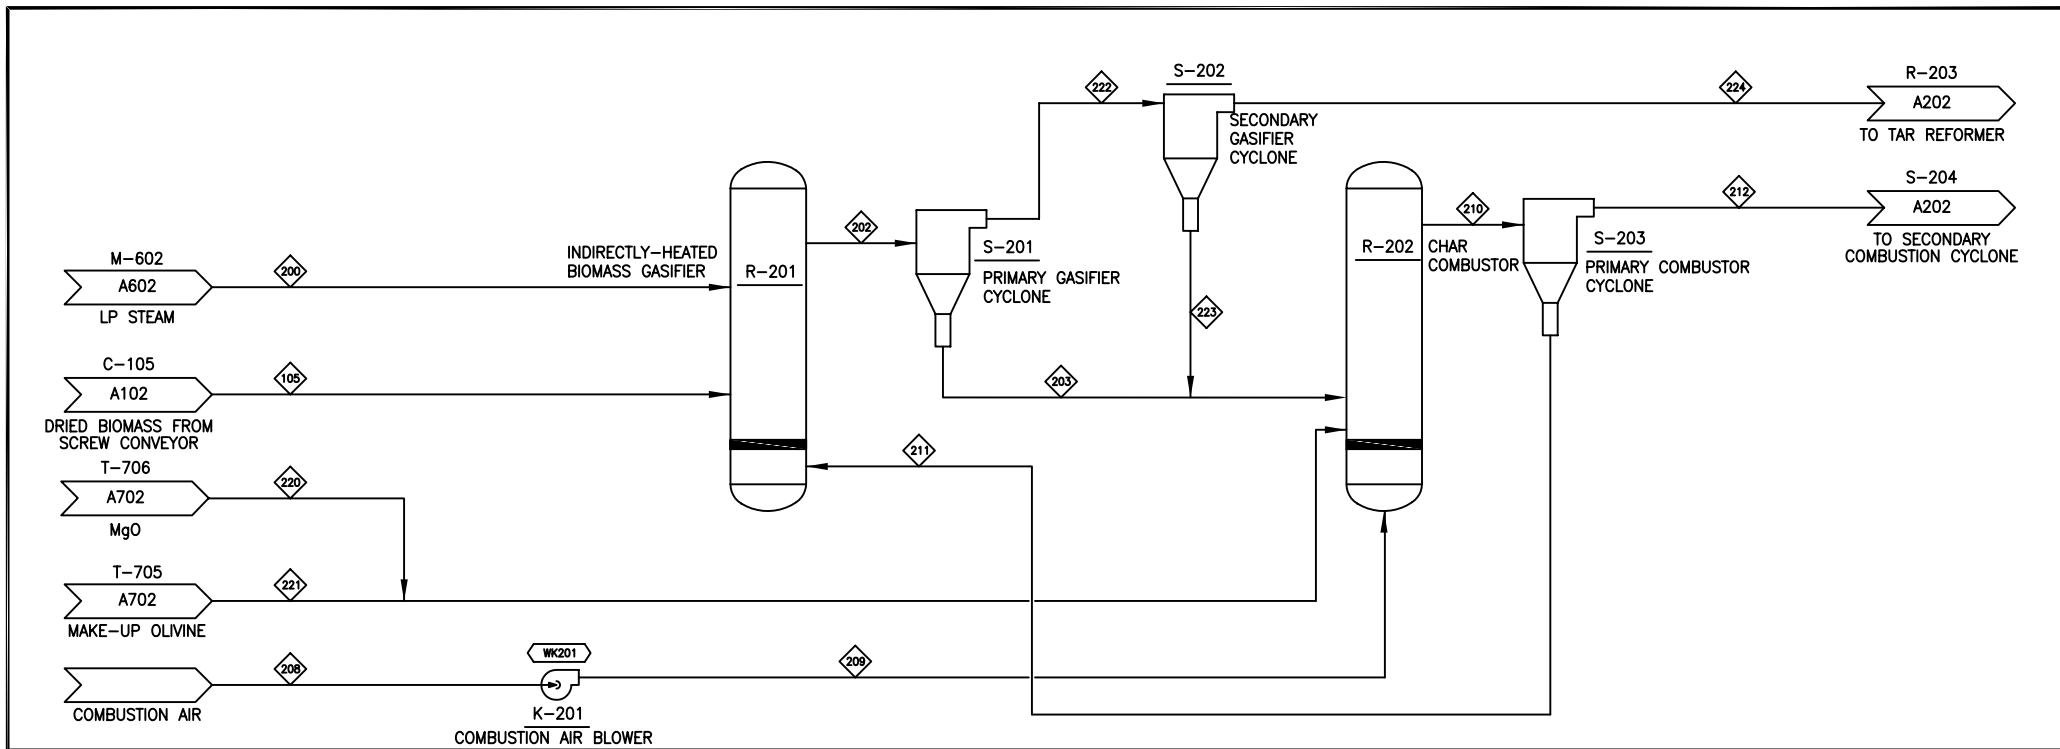 S-202
222
224
R-203
A202
TO TAR REFORMER
SECONDARY
GASIFIER
CYCLONE
S-204
212
A202
TO SECONDARY
COMBUSTION CYCLONE
210
202
S-203
PRIMARY COMBUSTOR
CYCLONE
R-202
CHAR
COMBUSTOR
S-201
PRIMARY GASIFIER
CYCLONE
INDIRECTLY-HEATED
BIOMASS GASIFIER
R-201
M-602
200
A602
LP STEAM
223
C-105
105
A102
203
DRIED BIOMASS FROM
SCREW CONVEYOR
211
T-706
220
A702
MgO
T-705
221
A702
MAKE-UP OLIVINE
WK201
208
209
COMBUSTION AIR
K-201
COMBUSTION AIR BLOWER